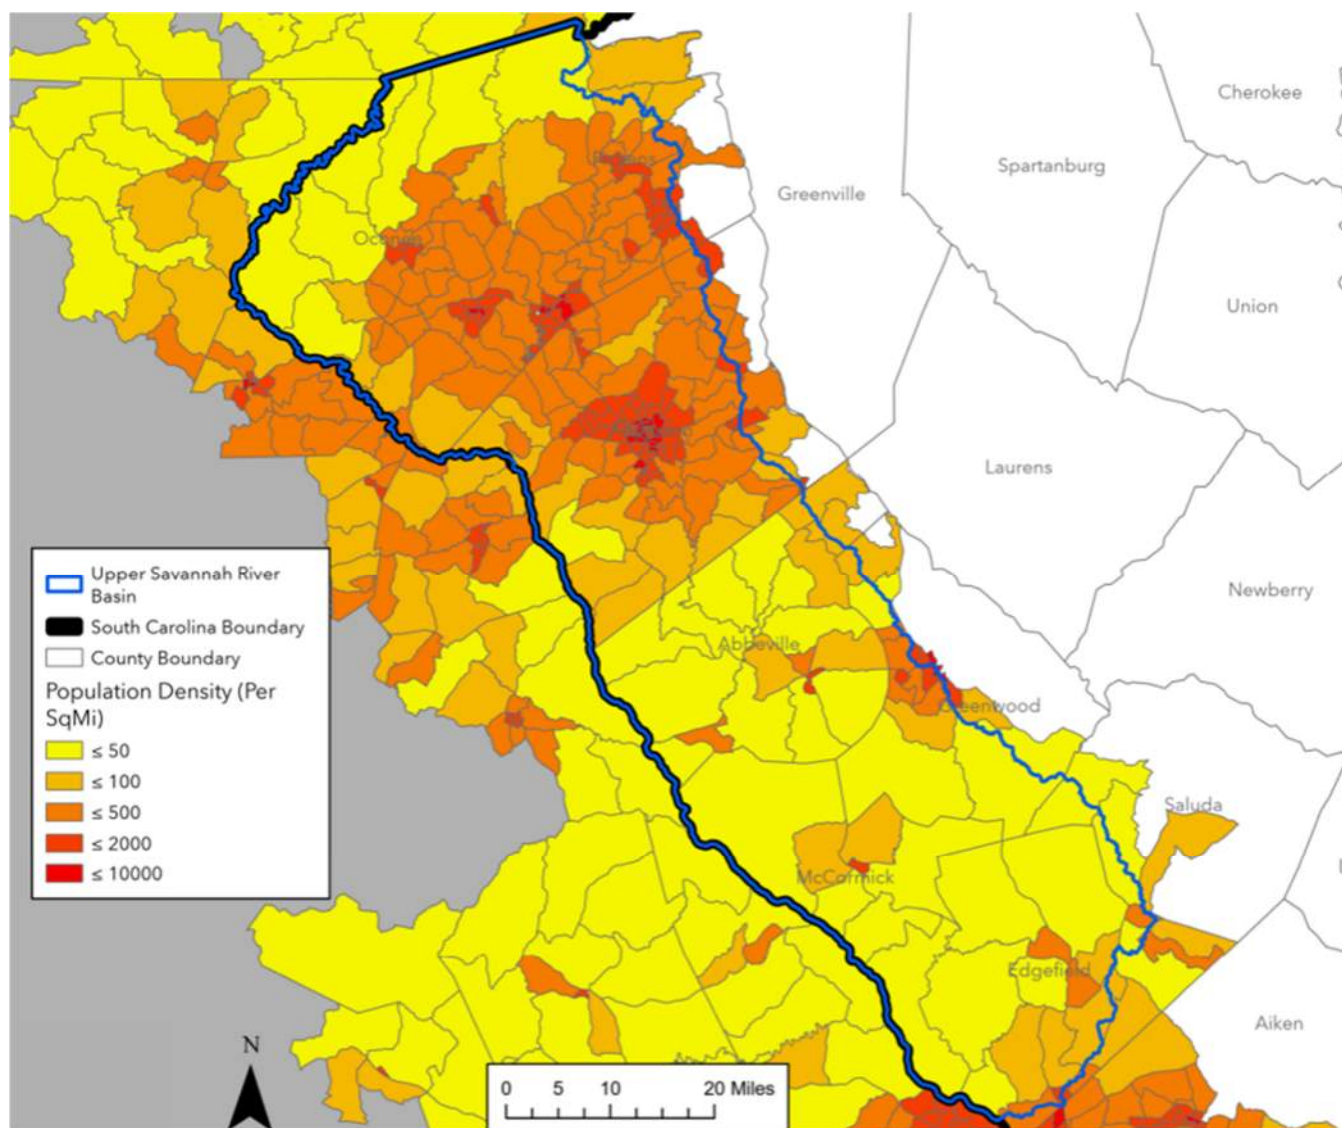 Cherokee
Spartanburg
Pickens
Greenville
Oconee
Union
Laurens
Newberry
Abbeville
Greenwood
Saluda
McCormick
Edgefield
Aiken
Upper Savannah River
Basin
South Carolina Boundary
County Boundary
Population Density (Per
SqMi)
≤ 50
≤ 100
≤ 500
≤ 2000
≤ 10000
N
0 5 10 20 Miles